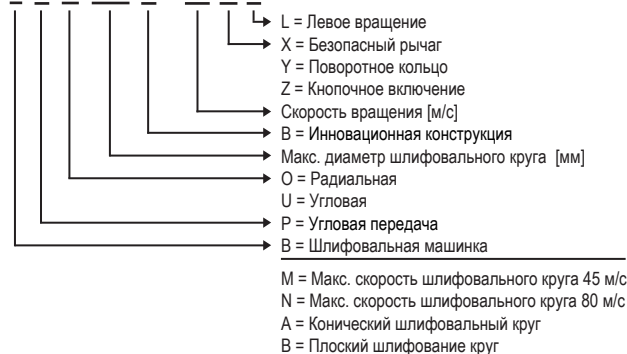 L = Левое вращение
X = Безопасный рычаг
Y = Поворотное кольцо
Z = Кнопочное включение
Скорость вращения [м/с]
B = Инновационная конструкция
Макс. диаметр шлифовального круга [мм]
O = Радиальная
U = Угловая
P = Угловая передача
B = Шлифовальная машинка
M = Макс. скорость шлифовального круга 45 м/с
N = Макс. скорость шлифовального круга 80 м/с
A = Конический шлифовальный круг
B = Плоский шлифование круг